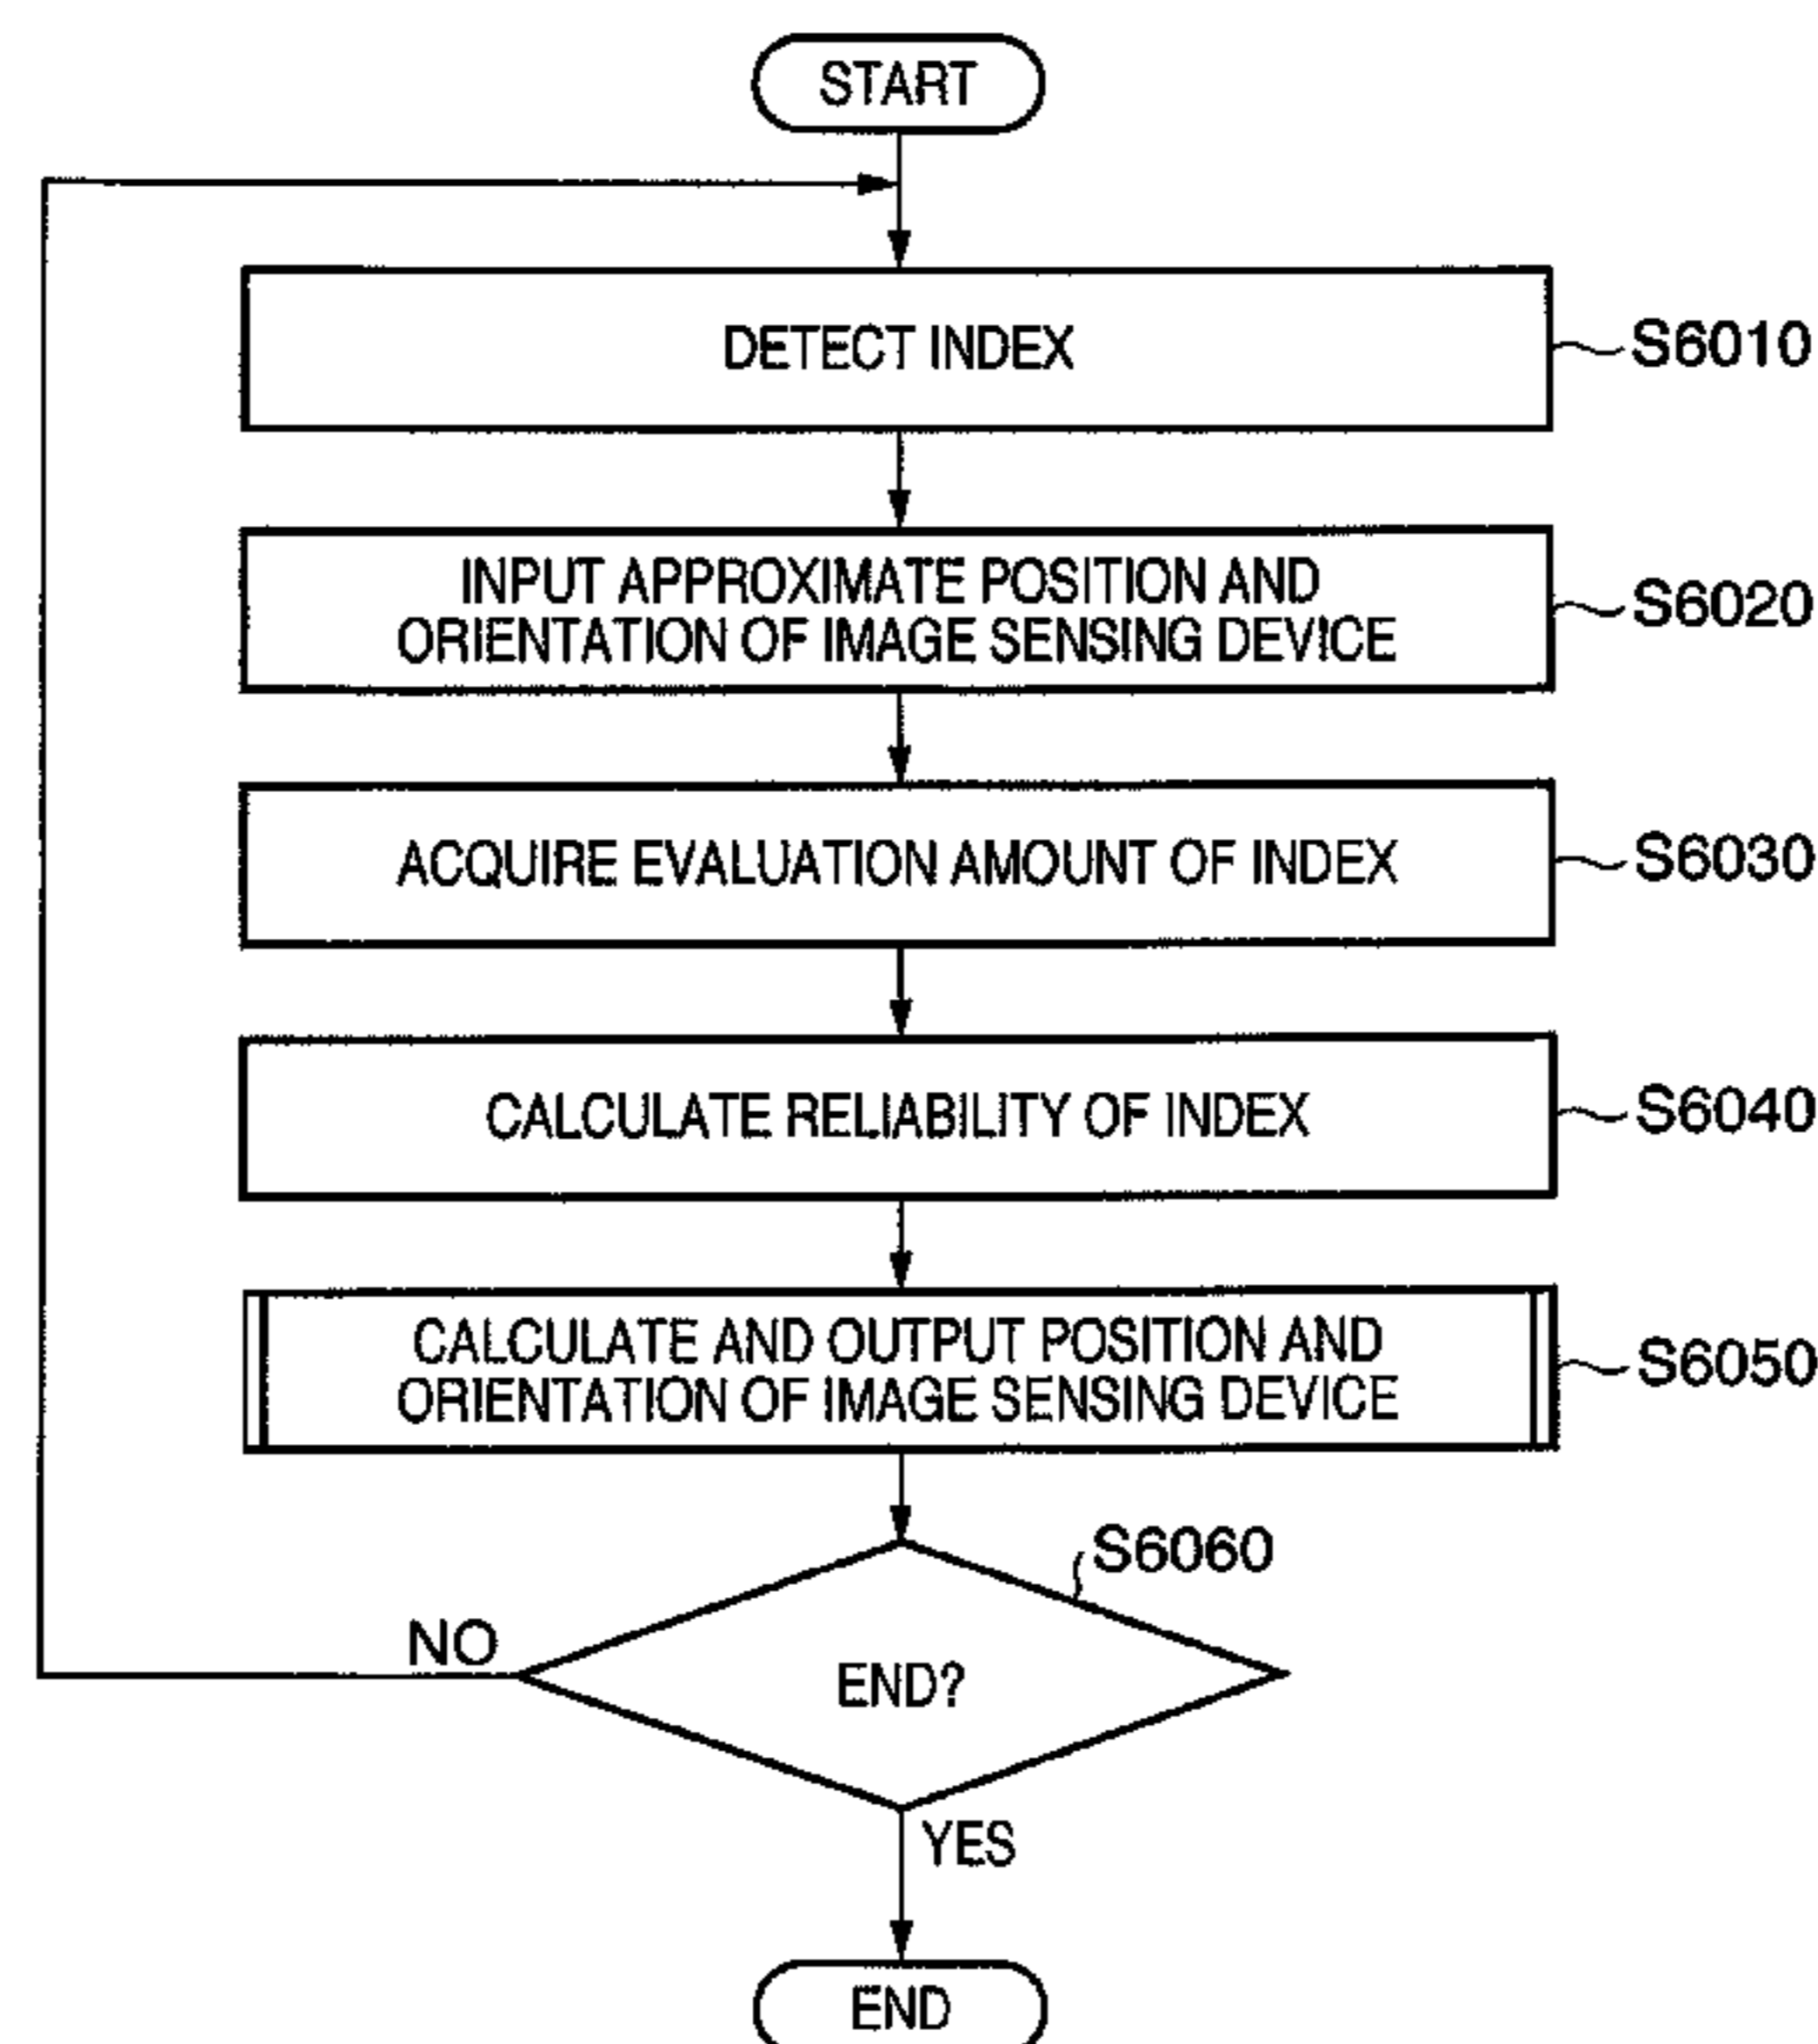 START
DETECT INDEX
S6010
INPUT APPROXIMATE POSITION AND
ORIENTATION OF IMAGE SENSING DEVICE
S6020
ACQUIRE EVALUATION AMOUNT OF INDEX
S6030
CALCULATE RELIABILITY OF INDEX
S6040
CALCULATE AND OUTPUT POSITION AND
ORIENTATION OF IMAGE SENSING DEVICE
S6050
S6060
NO
END?
YES
END